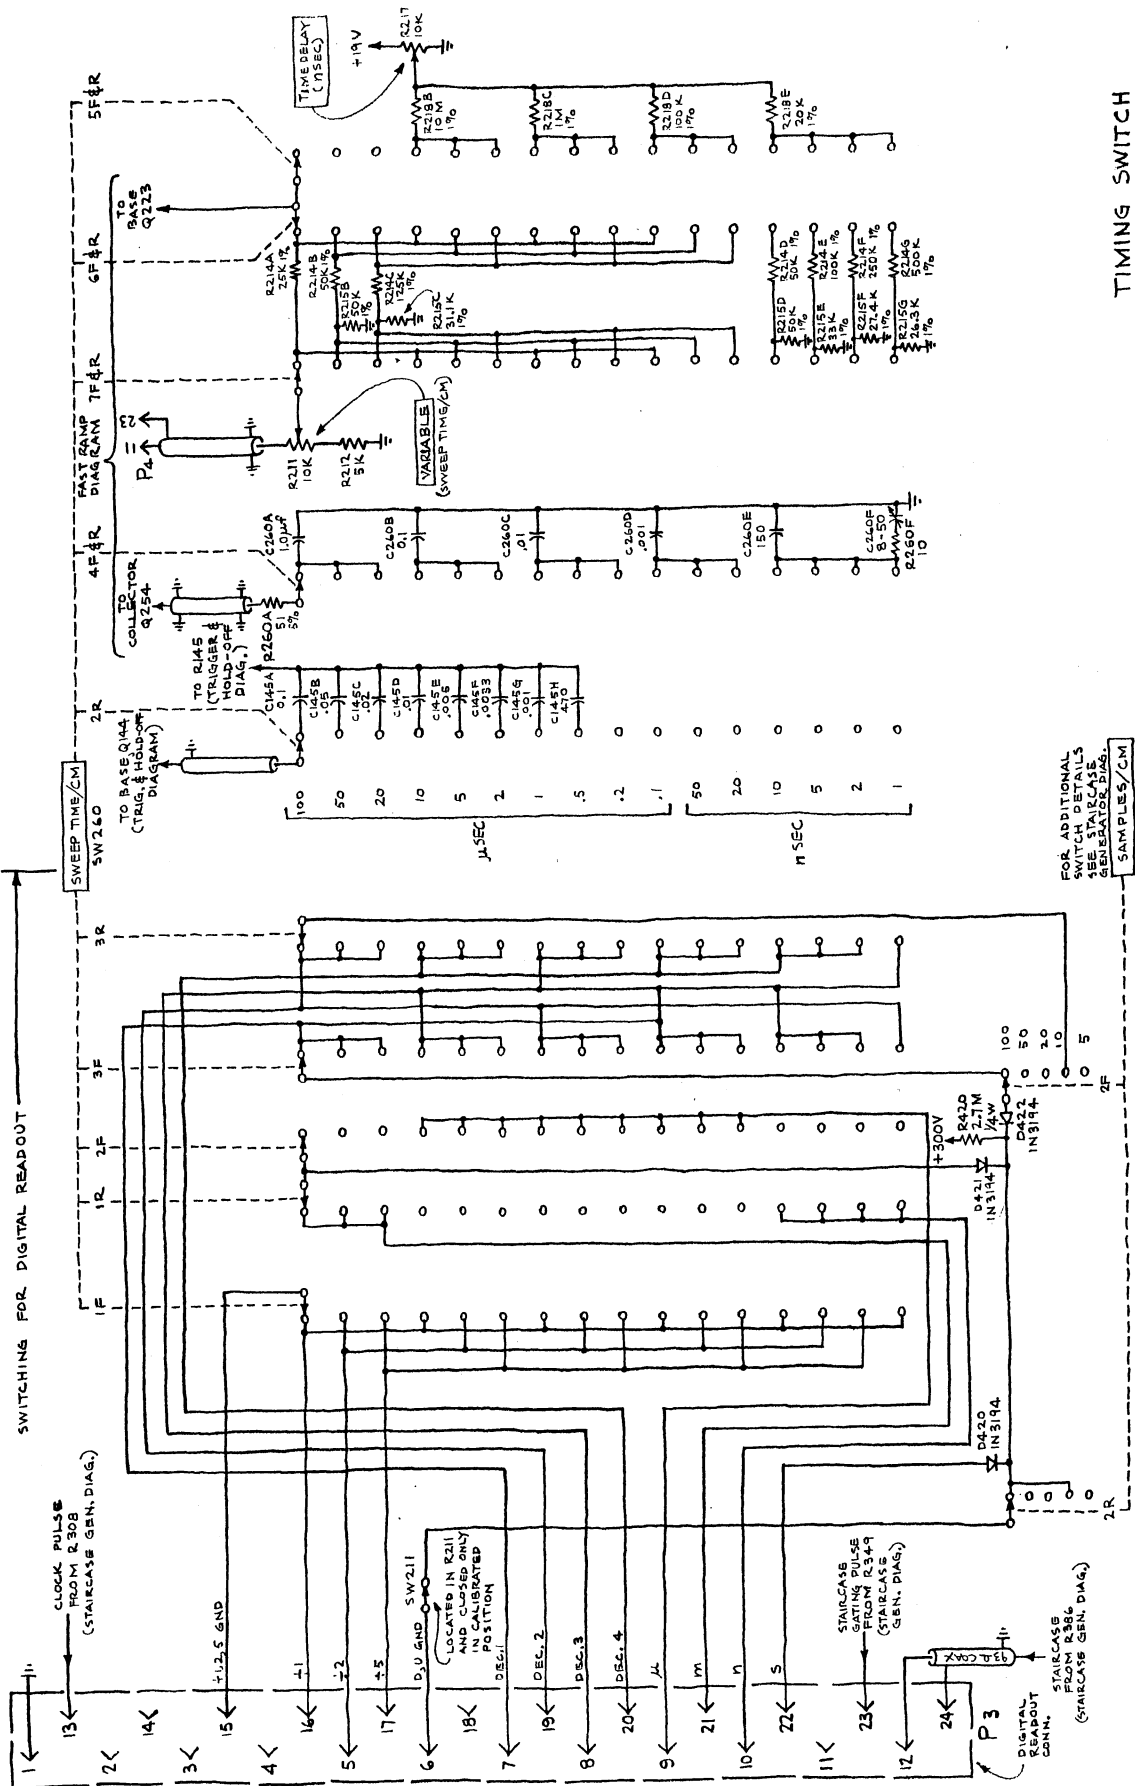 SWITCHING FOR DIGITAL READOUT
1
13
CLOCK PULSE
FROM R308
(STAIRCASE GEN. DIAG.)
2
14
3
15
÷1,2,5 GND
4
16
÷1
5
÷2
17
÷5
6
D,U GND
SW211
LOCATED IN R211
AND CLOSED ONLY
IN CALIBRATED
POSITION
18
7
DEC. 1
19
DEC. 2
8
DEC. 3
20
DEC. 4
9
µ
21
m
10
n
22
S
11
23
STAIRCASE
GATING PULSE
FROM R349
(STAIRCASE
GEN. DIAG.)
12
24
93Ω COAX
P3
DIGITAL
READOUT
CONN.
STAIRCASE
FROM R386
(STAIRCASE GEN. DIAG.)
1F
1R
2F
3F
3R
D420
1N3194
D421
1N3194
+300V
R420
2.7M
1/4W
D422
1N3194
2R
2F
100
50
20
10
5
FOR ADDITIONAL
SWITCH DETAILS
SEE STAIRCASE
GENERATOR DIAG.
SAMPLES/CM
SWEEP TIME/CM
SW260
TO BASE Q144
(TRIG. & HOLD-OFF
DIAGRAM)
2R
100
50
20
10
5
2
1
.5
.2
.1
µSEC
50
20
10
5
2
1
nSEC
TO R145
(TRIGGER &
HOLD-OFF
DIAG.)
C145A
0.1
C145B
.05
C145C
.02
C145D
.01
C145E
.005
C145F
.0033
C145G
.001
C145H
470
TO
COLLECTOR
Q254
R260A
51
5%
4F&R
C260A
1.0µf
C260B
0.1
C260C
.01
C260D
.001
C260E
150
C260F
8-50
R260F
10
FAST RAMP
DIAGRAM
P4
11
23
R211
10K
R212
5K
VARIABLE
(SWEEP TIME/CM)
7F&R
6F&R
R214A
25K 1%
R214B
50K 1%
R215B
50K
1%
R214C
125K
1%
R215C
31.1K
1%
R214D
50K 1%
R215D
50K
1%
R214E
100K 1%
R215E
33K
1%
R214F
250K 1%
R215F
27.4K
1%
R214G
500K
1%
R215G
26.3K
1%
TO
BASE
Q223
5F&R
TIME DELAY
(nSEC)
+19V
R217
10K
R218B
10M
1%
R218C
1M
1%
R218D
100K
1%
R218E
20K
1%
TIMING SWITCH